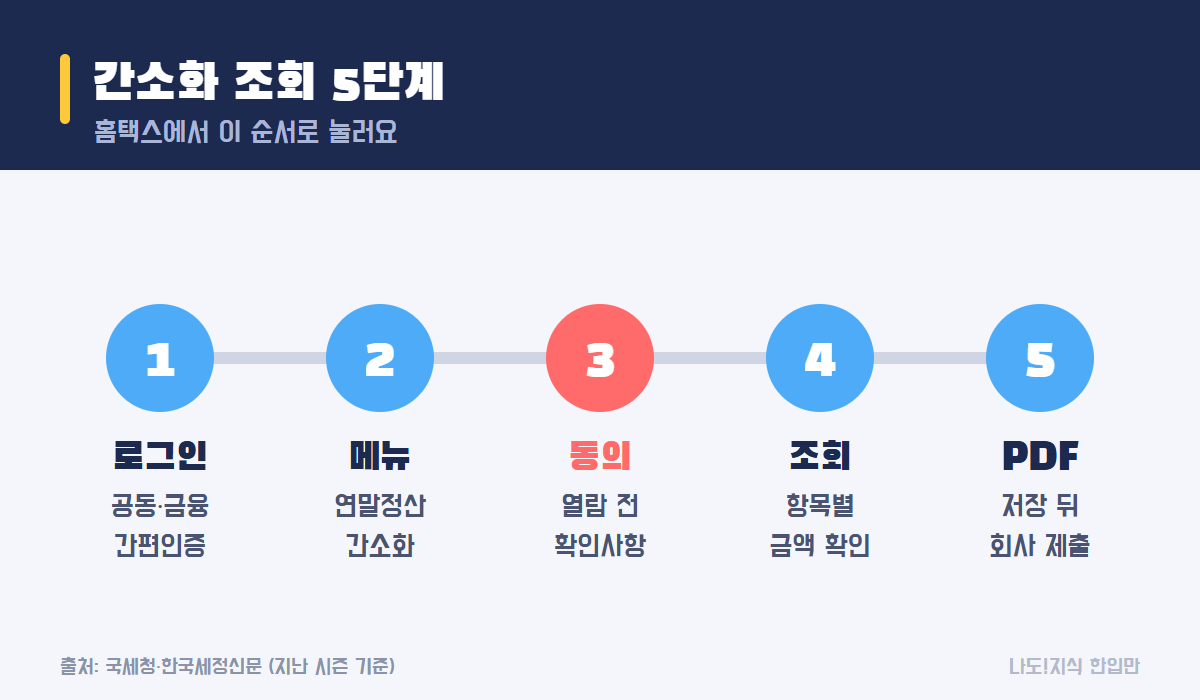 간소화 조회 5단계
홈택스에서 이 순서로 눌러요
1
2
3
4
5
로그인
메뉴
동의
조회
PDF
공동·금융
간편인증
연말정산
간소화
열람 전
확인사항
항목별
금액 확인
저장 뒤
회사 제출
출처: 국세청·한국세정신문 (지난 시즌 기준)
나도!지식 한입만